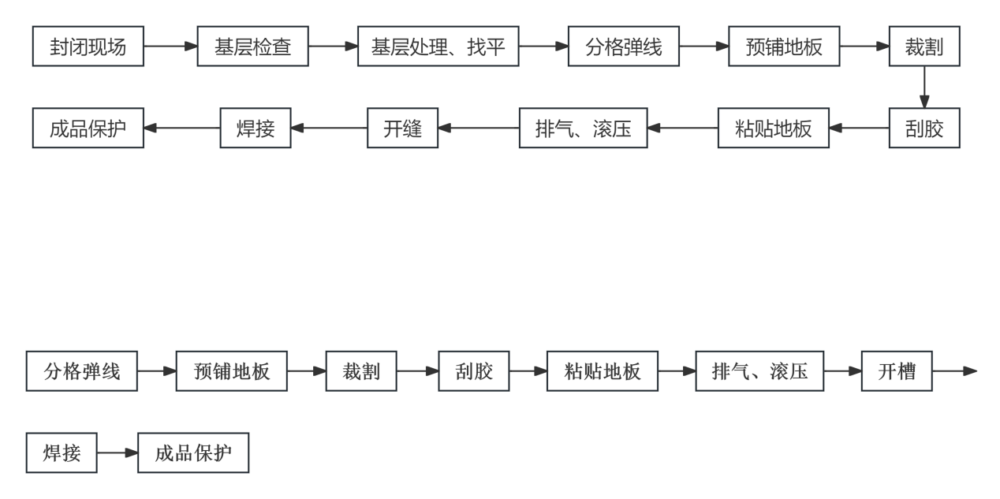 封闭现场 基层检查 基层处理、找平 分格弹线 预铺地板 裁割
成品保护 焊接 开缝 排气、滚压 粘贴地板 刮胶
分格弹线 预铺地板 裁割 刮胶 粘贴地板 排气、滚压 开槽
焊接 成品保护